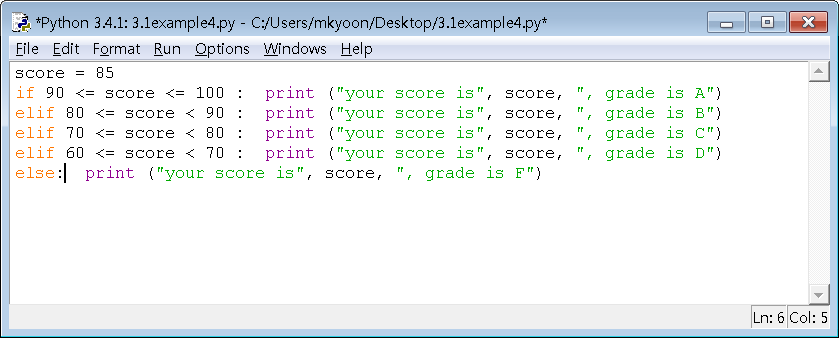 *Python 3.4.1: 3.1example4.py - C:/Users/mkyoon/Desktop/3.1example4.py*
File Edit Format Run Options Windows Help
score = 85
if 90 <= score <= 100 :  print ("your score is", score, ", grade is A")
elif 80 <= score < 90 :  print ("your score is", score, ", grade is B")
elif 70 <= score < 80 :  print ("your score is", score, ", grade is C")
elif 60 <= score < 70 :  print ("your score is", score, ", grade is D")
else:  print ("your score is", score, ", grade is F")
Ln: 6 Col: 5